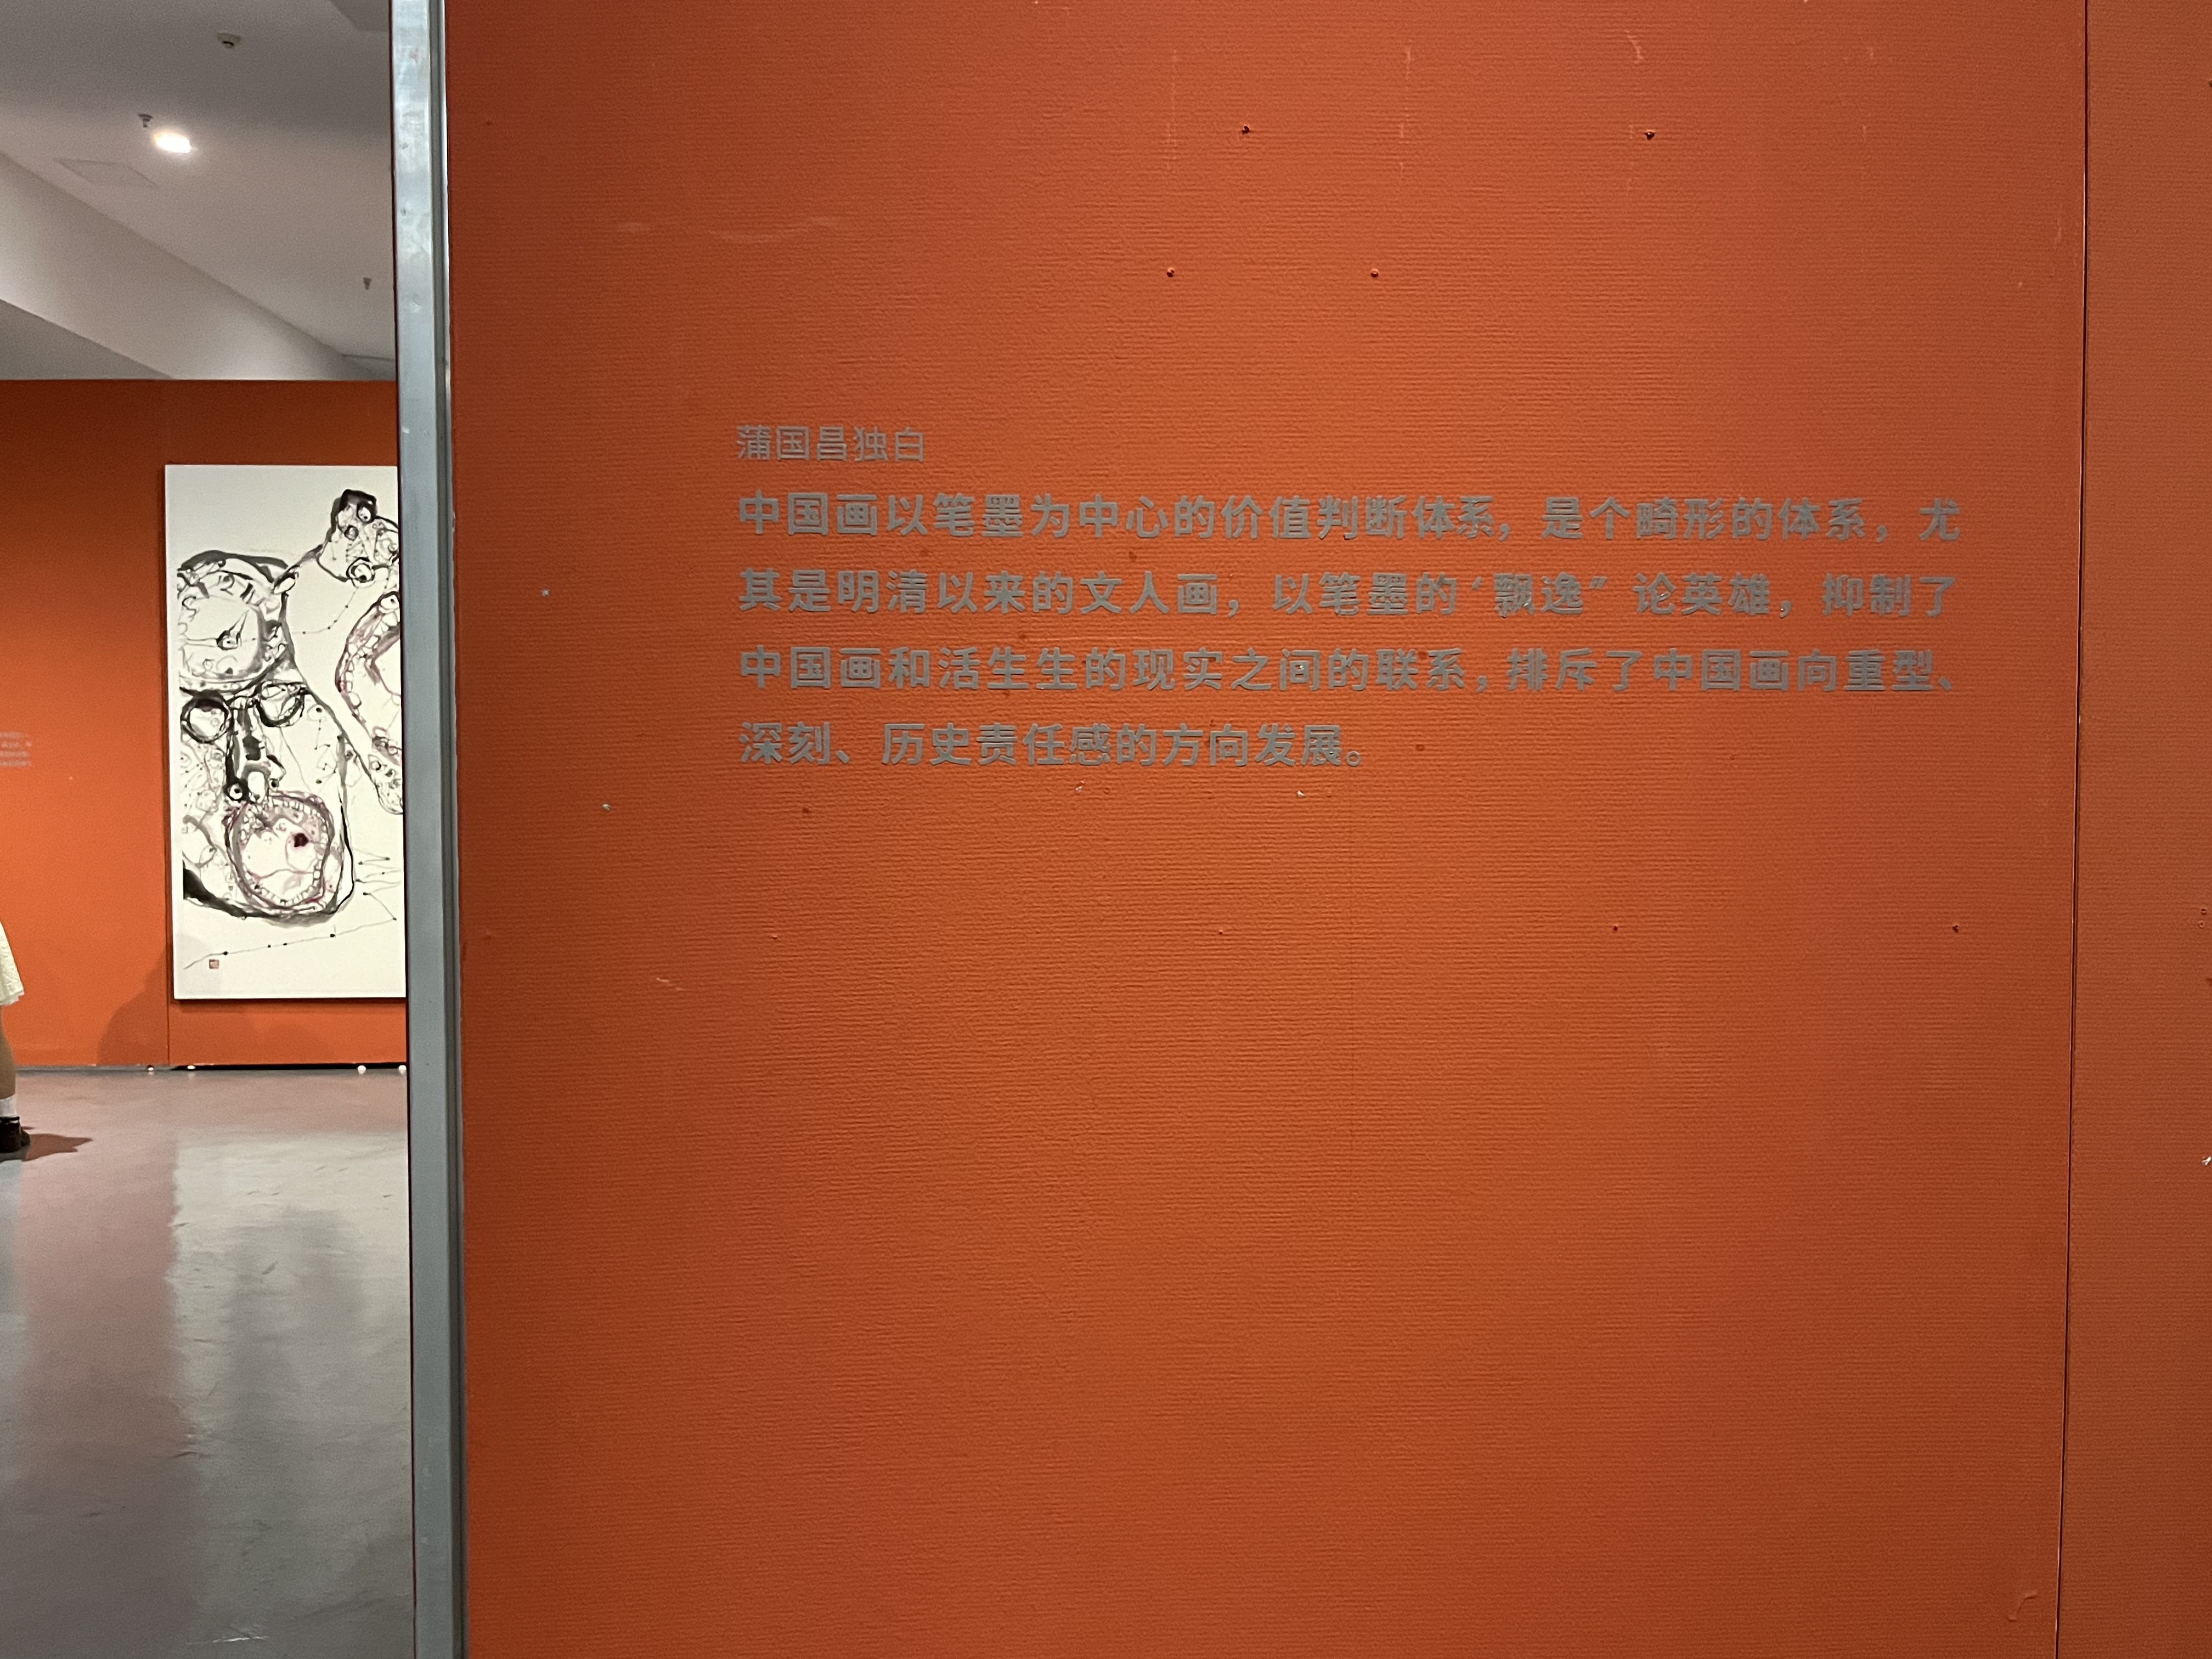 蒲国昌独白
中国画以笔墨为中心的价值判断体系，是个畸形的体系，尤
其是明清以来的文人画，以笔墨的‘飘逸”论英雄，抑制了
中国画和活生生的现实之间的联系，排斥了中国画向重型、
深刻、历史责任感的方向发展。